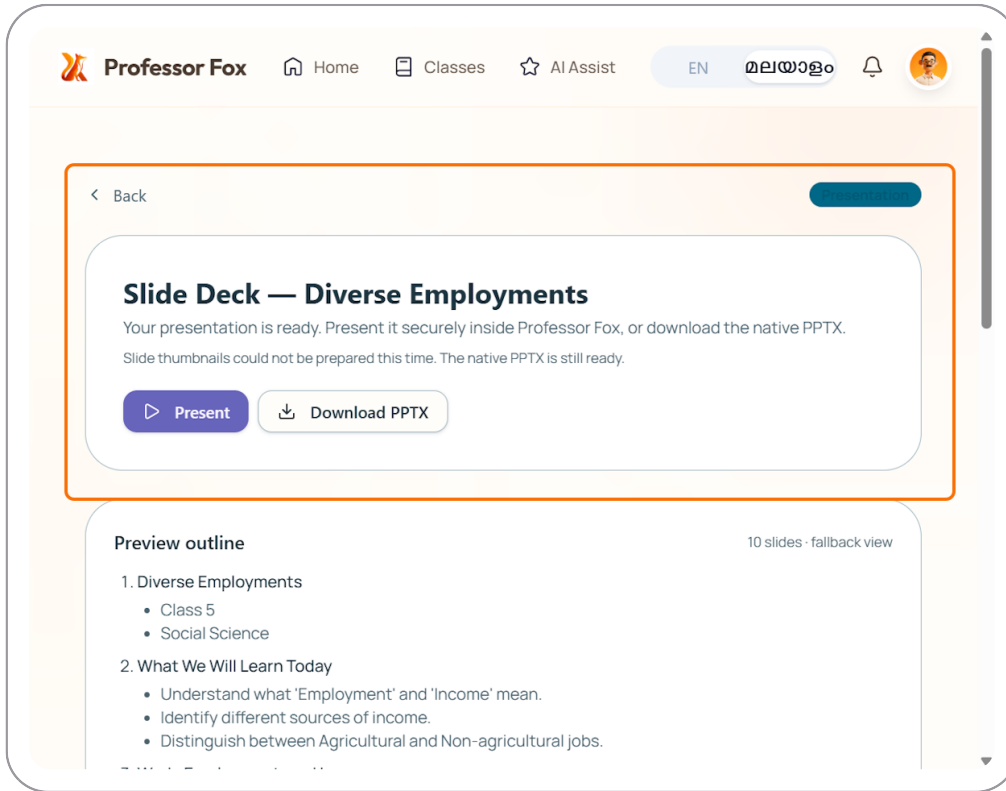 Professor Fox
Home
Classes
AI Assist
EN
മലയാളം
Back
Presentation
Slide Deck — Diverse Employments
Your presentation is ready. Present it securely inside Professor Fox, or download the native PPTX.
Slide thumbnails could not be prepared this time. The native PPTX is still ready.
Present
Download PPTX
Preview outline
10 slides · fallback view
1. Diverse Employments
• Class 5
• Social Science
2. What We Will Learn Today
• Understand what 'Employment' and 'Income' mean.
• Identify different sources of income.
• Distinguish between Agricultural and Non-agricultural jobs.